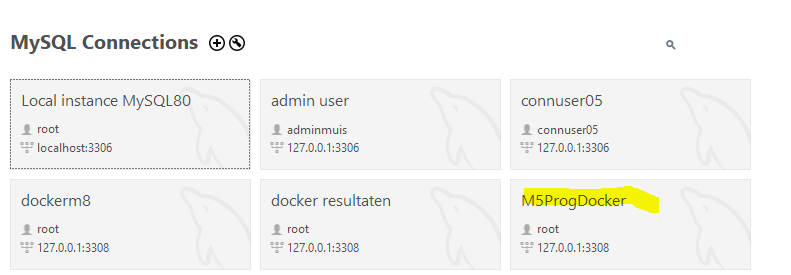 MySQL Connections
Local instance MySQL80
root
localhost:3306
admin user
adminmuis
127.0.0.1:3306
connuser05
connuser05
127.0.0.1:3306
dockerm8
root
127.0.0.1:3308
docker resultaten
root
127.0.0.1:3308
M5ProgDocker
root
127.0.0.1:3308